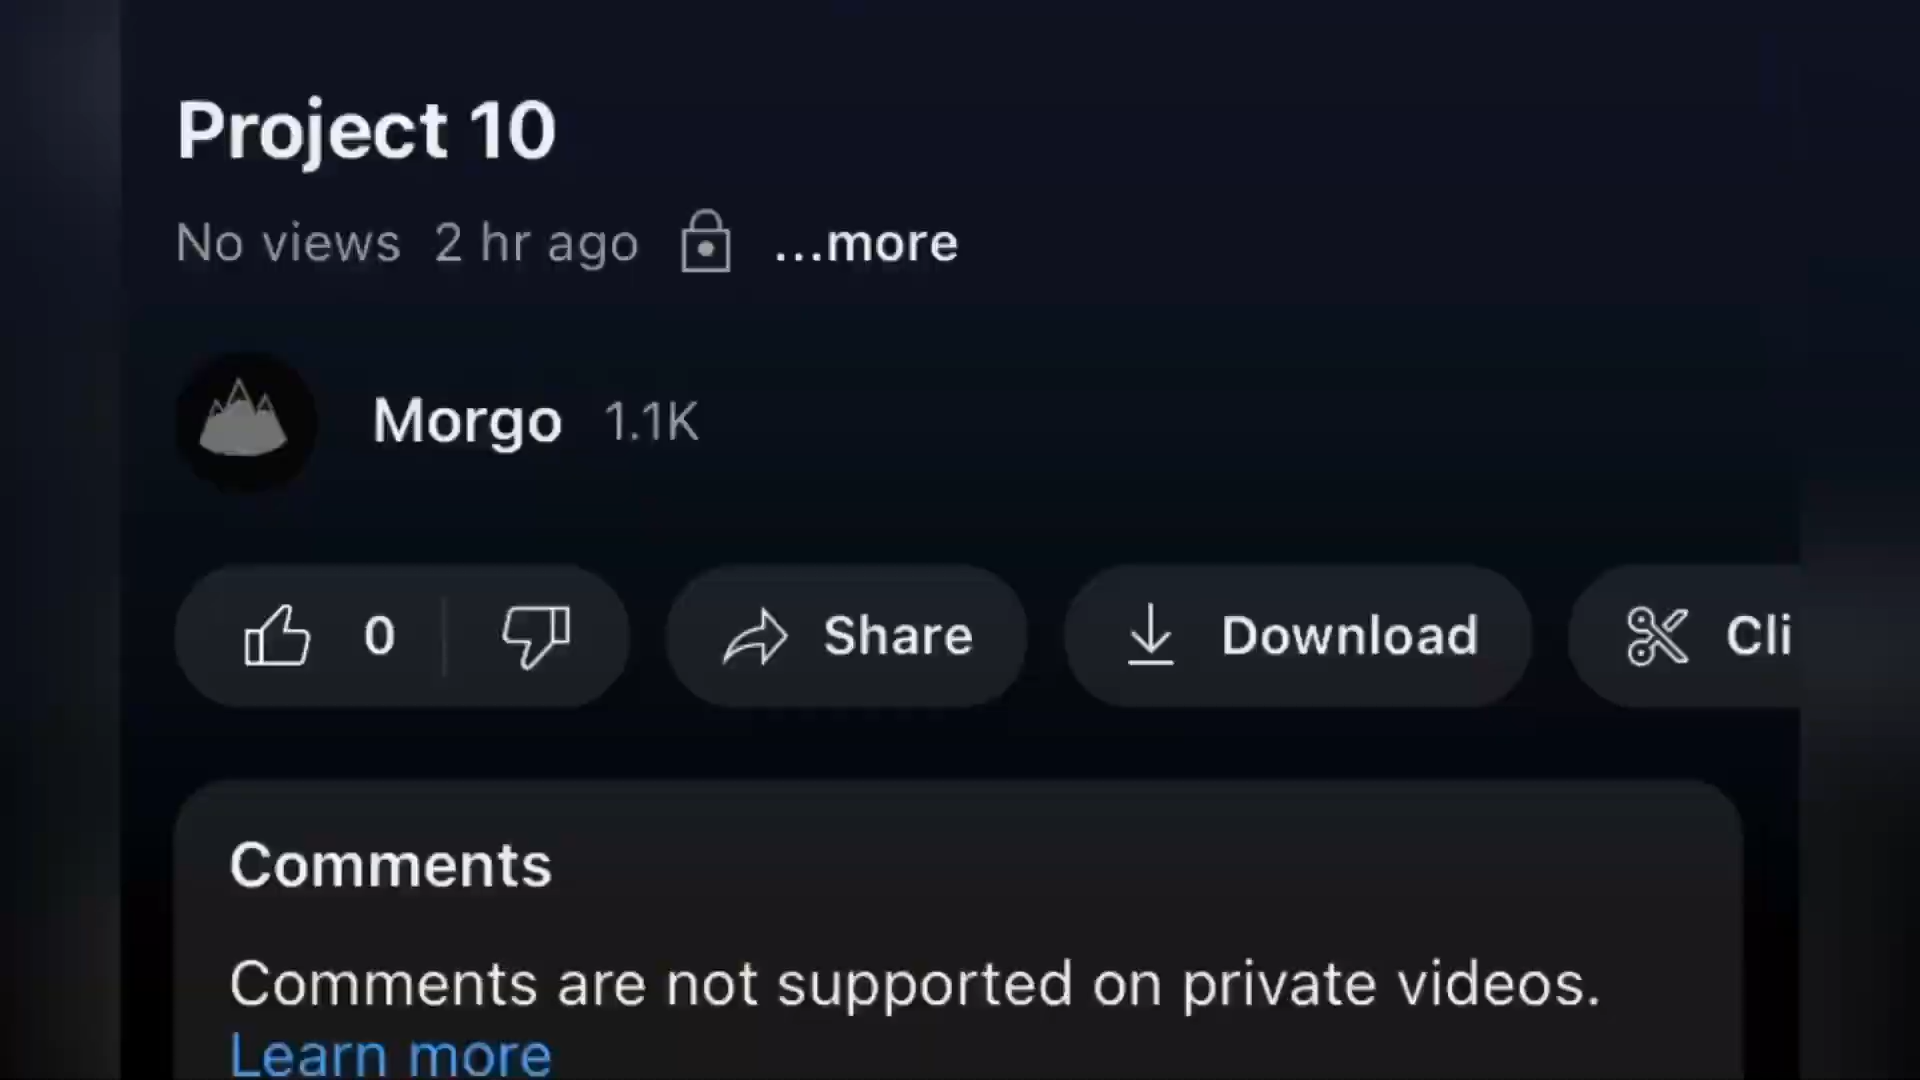 Project 10
No views 2 hr ago ...more
Morgo 1.1K
0 Share Download Cli
Comments
Comments are not supported on private videos.
Learn more